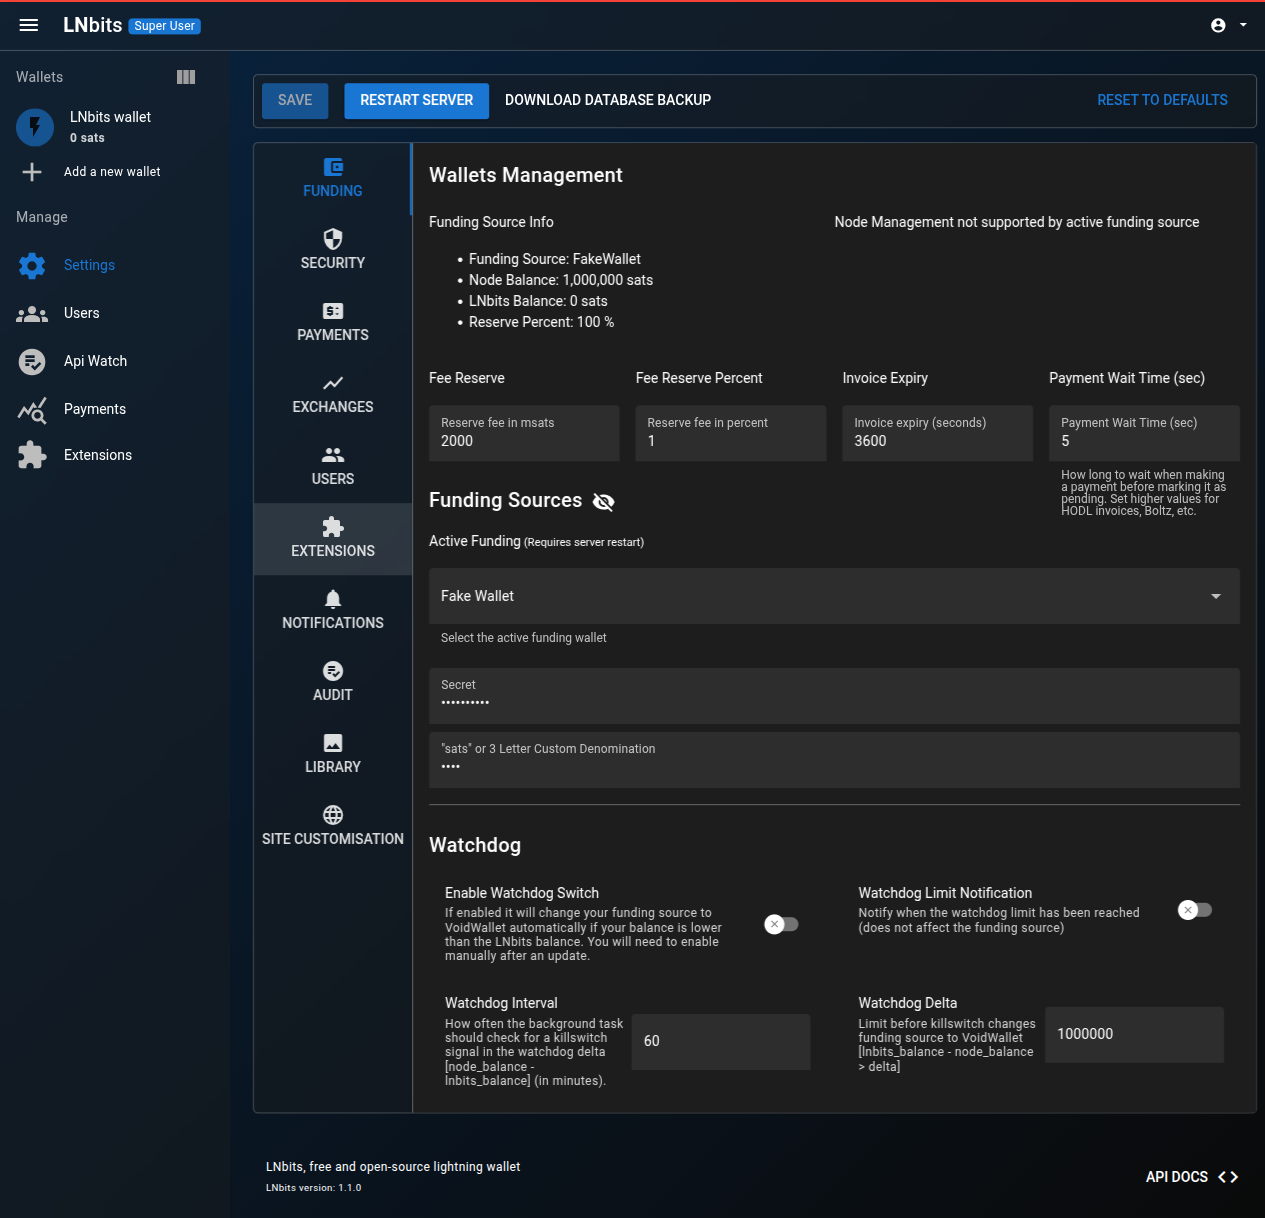 LNbits Super User
Wallets
LNbits wallet
0 sats
Add a new wallet
Manage
Settings
Users
Api Watch
Payments
Extensions
SAVE
RESTART SERVER
DOWNLOAD DATABASE BACKUP
RESET TO DEFAULTS
FUNDING
SECURITY
PAYMENTS
EXCHANGES
USERS
EXTENSIONS
NOTIFICATIONS
AUDIT
LIBRARY
SITE CUSTOMISATION
Wallets Management
Funding Source Info
• Funding Source: FakeWallet
• Node Balance: 1,000,000 sats
• LNbits Balance: 0 sats
• Reserve Percent: 100 %
Node Management not supported by active funding source
Fee Reserve
Reserve fee in msats
2000
Fee Reserve Percent
Reserve fee in percent
1
Invoice Expiry
Invoice expiry (seconds)
3600
Payment Wait Time (sec)
Payment Wait Time (sec)
5
How long to wait when making
a payment before marking it as
pending. Set higher values for
HODL invoices, Boltz, etc.
Funding Sources
Active Funding (Requires server restart)
Fake Wallet
Select the active funding wallet
Secret
••••••••••
"sats" or 3 Letter Custom Denomination
••••
Watchdog
Enable Watchdog Switch
If enabled it will change your funding source to
VoidWallet automatically if your balance is lower
than the LNbits balance. You will need to enable
manually after an update.
Watchdog Limit Notification
Notify when the watchdog limit has been reached
(does not affect the funding source)
Watchdog Interval
How often the background task
should check for a killswitch
signal in the watchdog delta
[node_balance -
lnbits_balance] (in minutes).
60
Watchdog Delta
Limit before killswitch changes
funding source to VoidWallet
[lnbits_balance - node_balance
> delta]
1000000
LNbits, free and open-source lightning wallet
LNbits version: 1.1.0
API DOCS